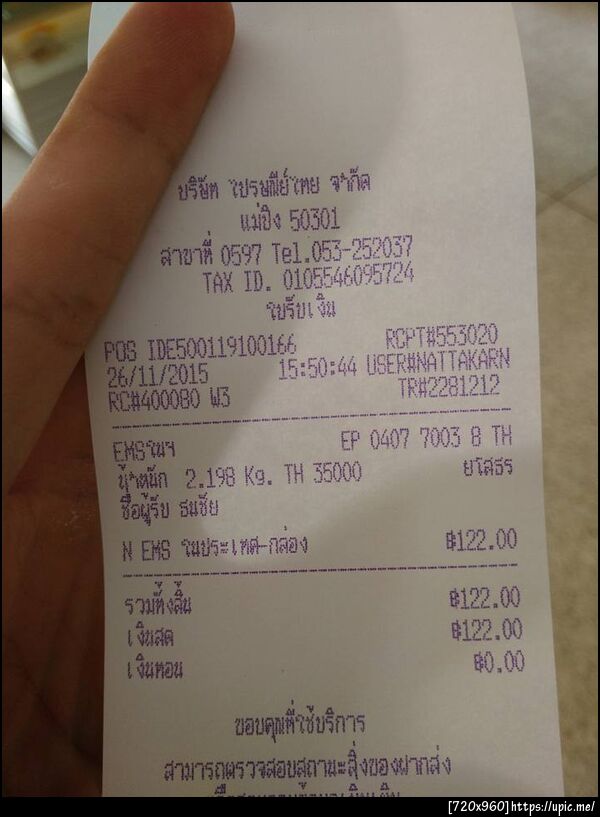 บริษัท ไปรษณีย์ไทย จำกัด
แม่ปิง 50301
สาขาที่ 0597 Tel.053-252037
TAX ID. 0105546095724
ใบรับเงิน
POS IDE500119100166 RCPT#553020
26/11/2015 15:50:44 USER#NATTAKARN
RC#400080 W3 TR#2281212
EMSในฯ EP 0407 7003 8 TH
น้ำหนัก 2.198 Kg. TH 35000 ยโสธร
ชื่อผู้รับ ธนชัย
N EMS ในประเทศ-กล่อง ฿122.00
รวมทั้งสิ้น ฿122.00
เงินสด ฿122.00
เงินทอน ฿0.00
ขอบคุณที่ใช้บริการ
สามารถตรวจสอบสถานะสิ่งของฝากส่ง
[720x960]https://upic.me/